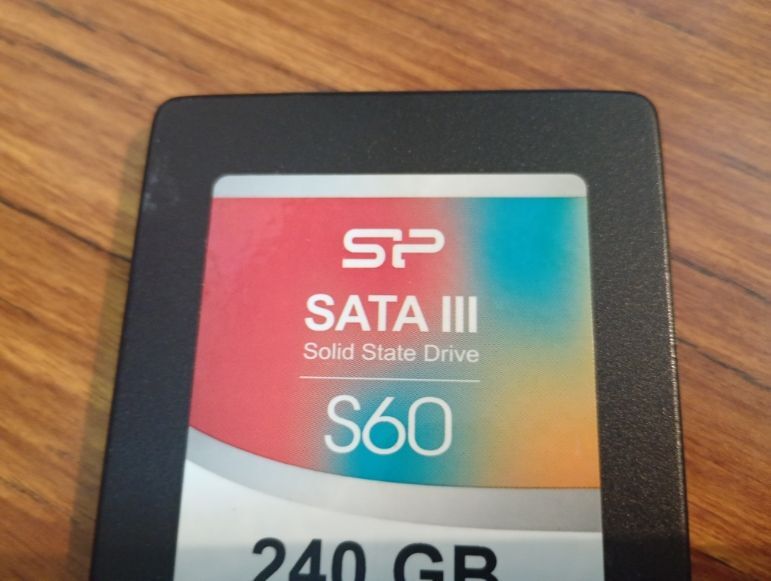 SP
SATA III
Solid State Drive
S60
240 GB